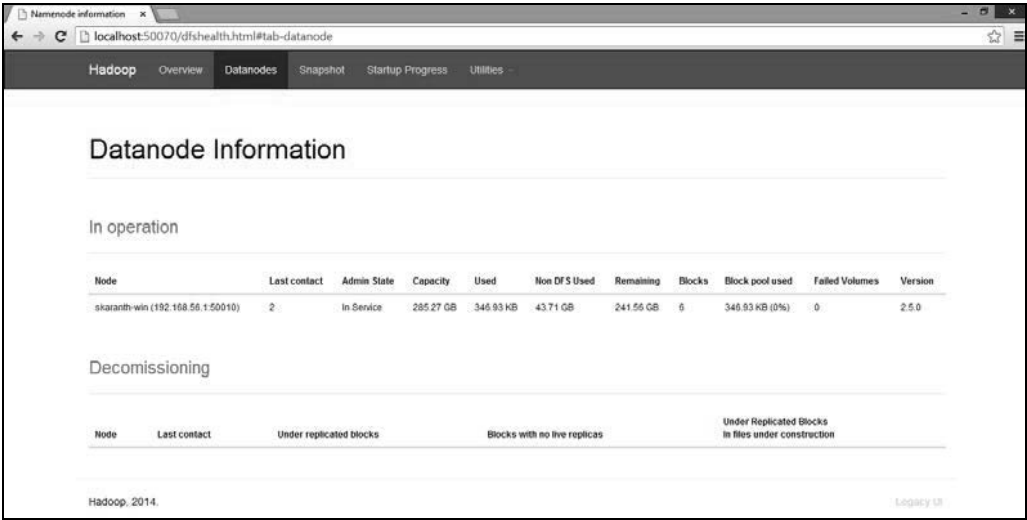 Namenode information
localhost:50070/dfshealth.html#tab-datanode
Hadoop Overview Datanodes Snapshot Startup Progress Utilities
Datanode Information
In operation
Node Last contact Admin State Capacity Used Non DFS Used Remaining Blocks Block pool used Failed Volumes Version
skaranth-win (192.168.56.1:50010) 2 In Service 285.27 GB 346.93 KB 43.71 GB 241.56 GB 6 346.93 KB (0%) 0 2.5.0
Decomissioning
Node Last contact Under replicated blocks Blocks with no live replicas Under Replicated Blocks
In files under construction
Hadoop, 2014.
Legacy UI